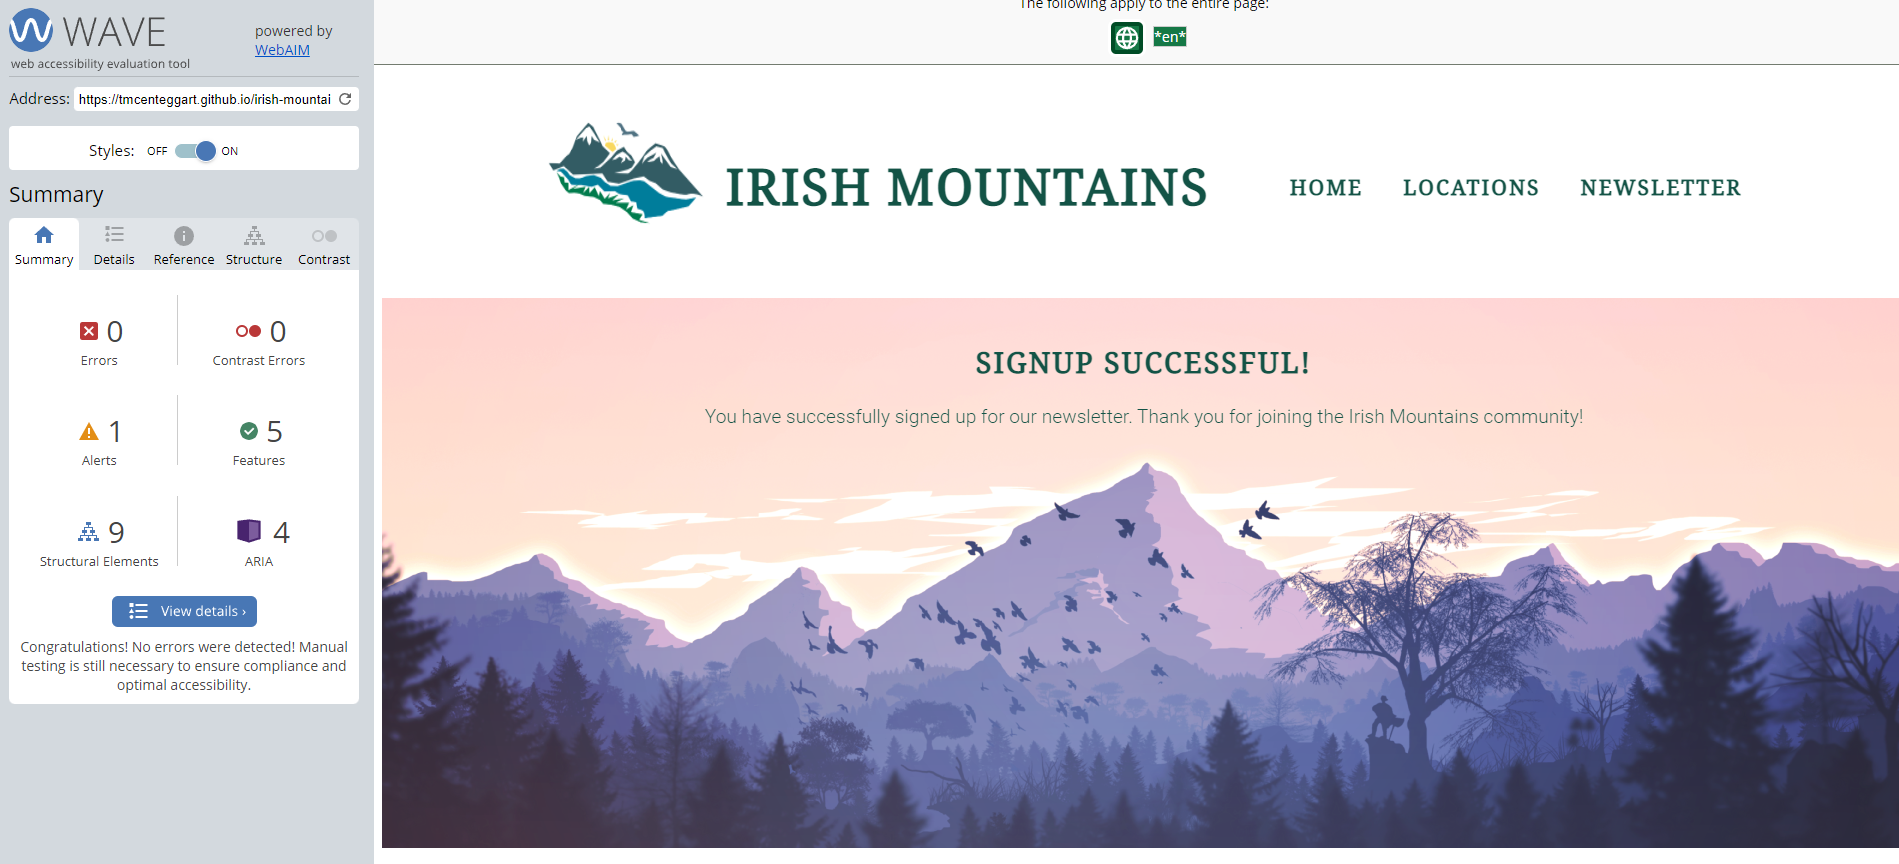 WAVE
web accessibility evaluation tool
powered by
WebAIM
Address: https://tmcenteggart.github.io/irish-mountai
Styles: OFF ON
Summary
Summary Details Reference Structure Contrast
0 0
Errors Contrast Errors
1 5
Alerts Features
9 4
Structural Elements ARIA
View details ›
Congratulations! No errors were detected! Manual
testing is still necessary to ensure compliance and
optimal accessibility.
The following apply to the entire page:
*en*
IRISH MOUNTAINS
HOME LOCATIONS NEWSLETTER
SIGNUP SUCCESSFUL!
You have successfully signed up for our newsletter. Thank you for joining the Irish Mountains community!